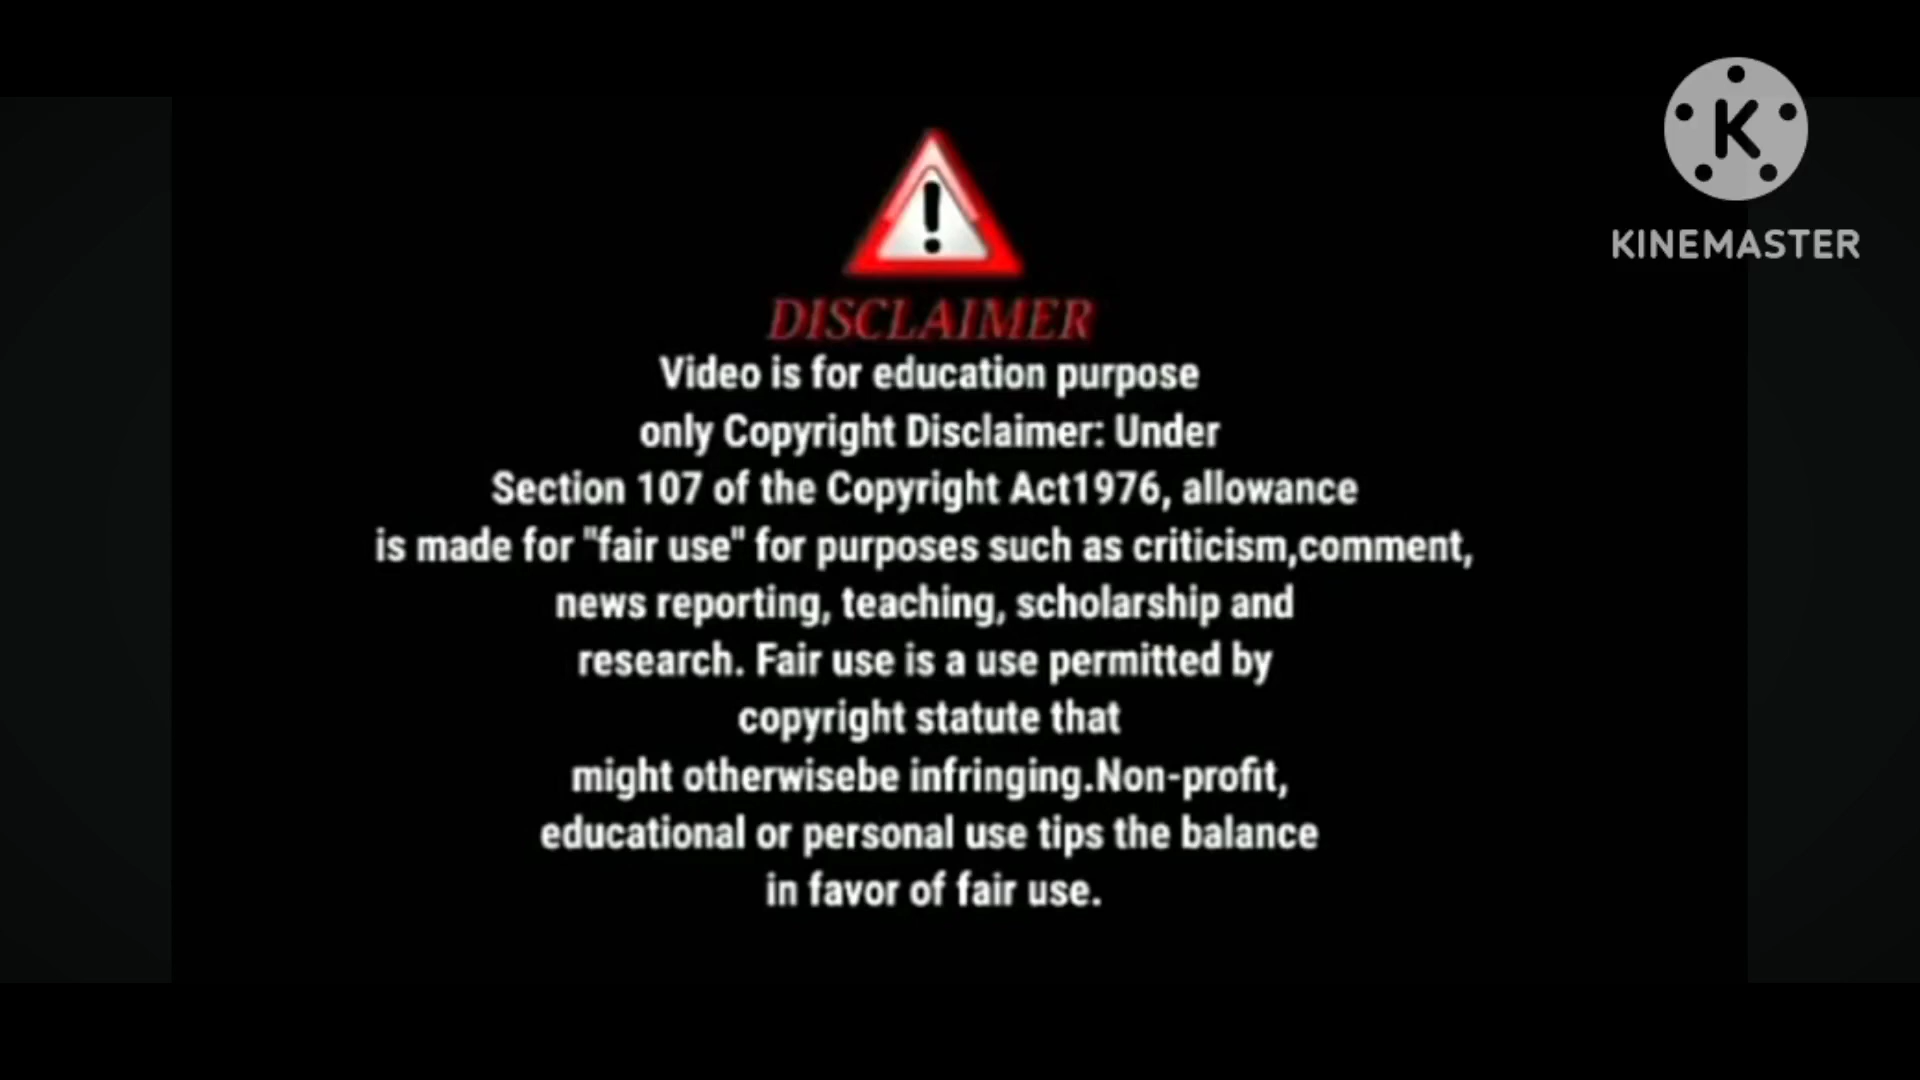 K
KINEMASTER
!
DISCLAIMER
Video is for education purpose
only Copyright Disclaimer: Under
Section 107 of the Copyright Act1976, allowance
is made for "fair use" for purposes such as criticism,comment,
news reporting, teaching, scholarship and
research. Fair use is a use permitted by
copyright statute that
might otherwisebe infringing.Non-profit,
educational or personal use tips the balance
in favor of fair use.